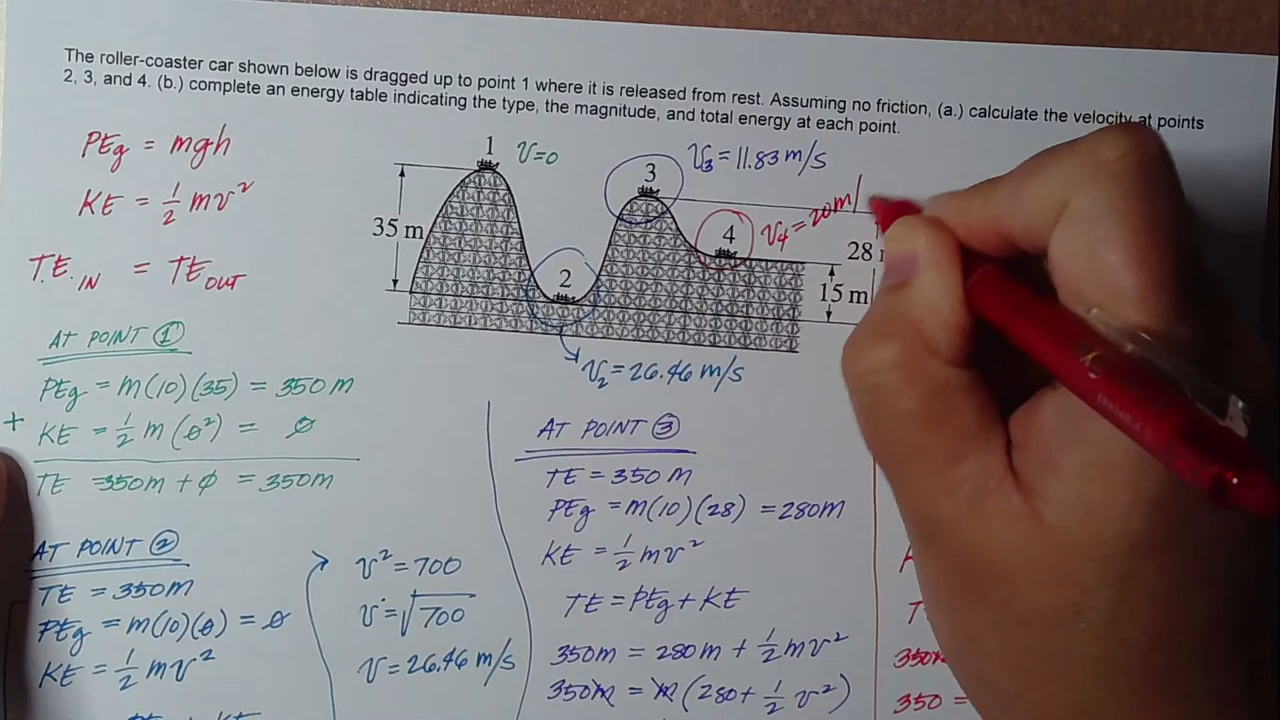 The roller-coaster car shown below is dragged up to point 1 where it is released from rest. Assuming no friction, (a.) calculate the velocity at points
2, 3, and 4. (b.) complete an energy table indicating the type, the magnitude, and total energy at each point.
PEg = mgh
KE = ½ mv²
T.E. IN = TE OUT
1 V=0
35 m
2
V₂ = 26.46 m/s
3
V₃ = 11.83 m/s
4
V₄ = 20m/
28
15 m
AT POINT ①
PEg = m(10)(35) = 350 m
+ KE = ½ m (0²) = 0
TE = 350m + 0 = 350m
AT POINT ②
TE = 350m
PEg = m(10)(0) = 0
KE = ½ mv²
v² = 700
v = √700
v = 26.46 m/s
AT POINT ③
TE = 350 m
PEg = m(10)(28) = 280m
KE = ½ mv²
TE = PEg + KE
350m = 280m + ½ mv²
350m = m(280 + ½ v²)
350
350 =